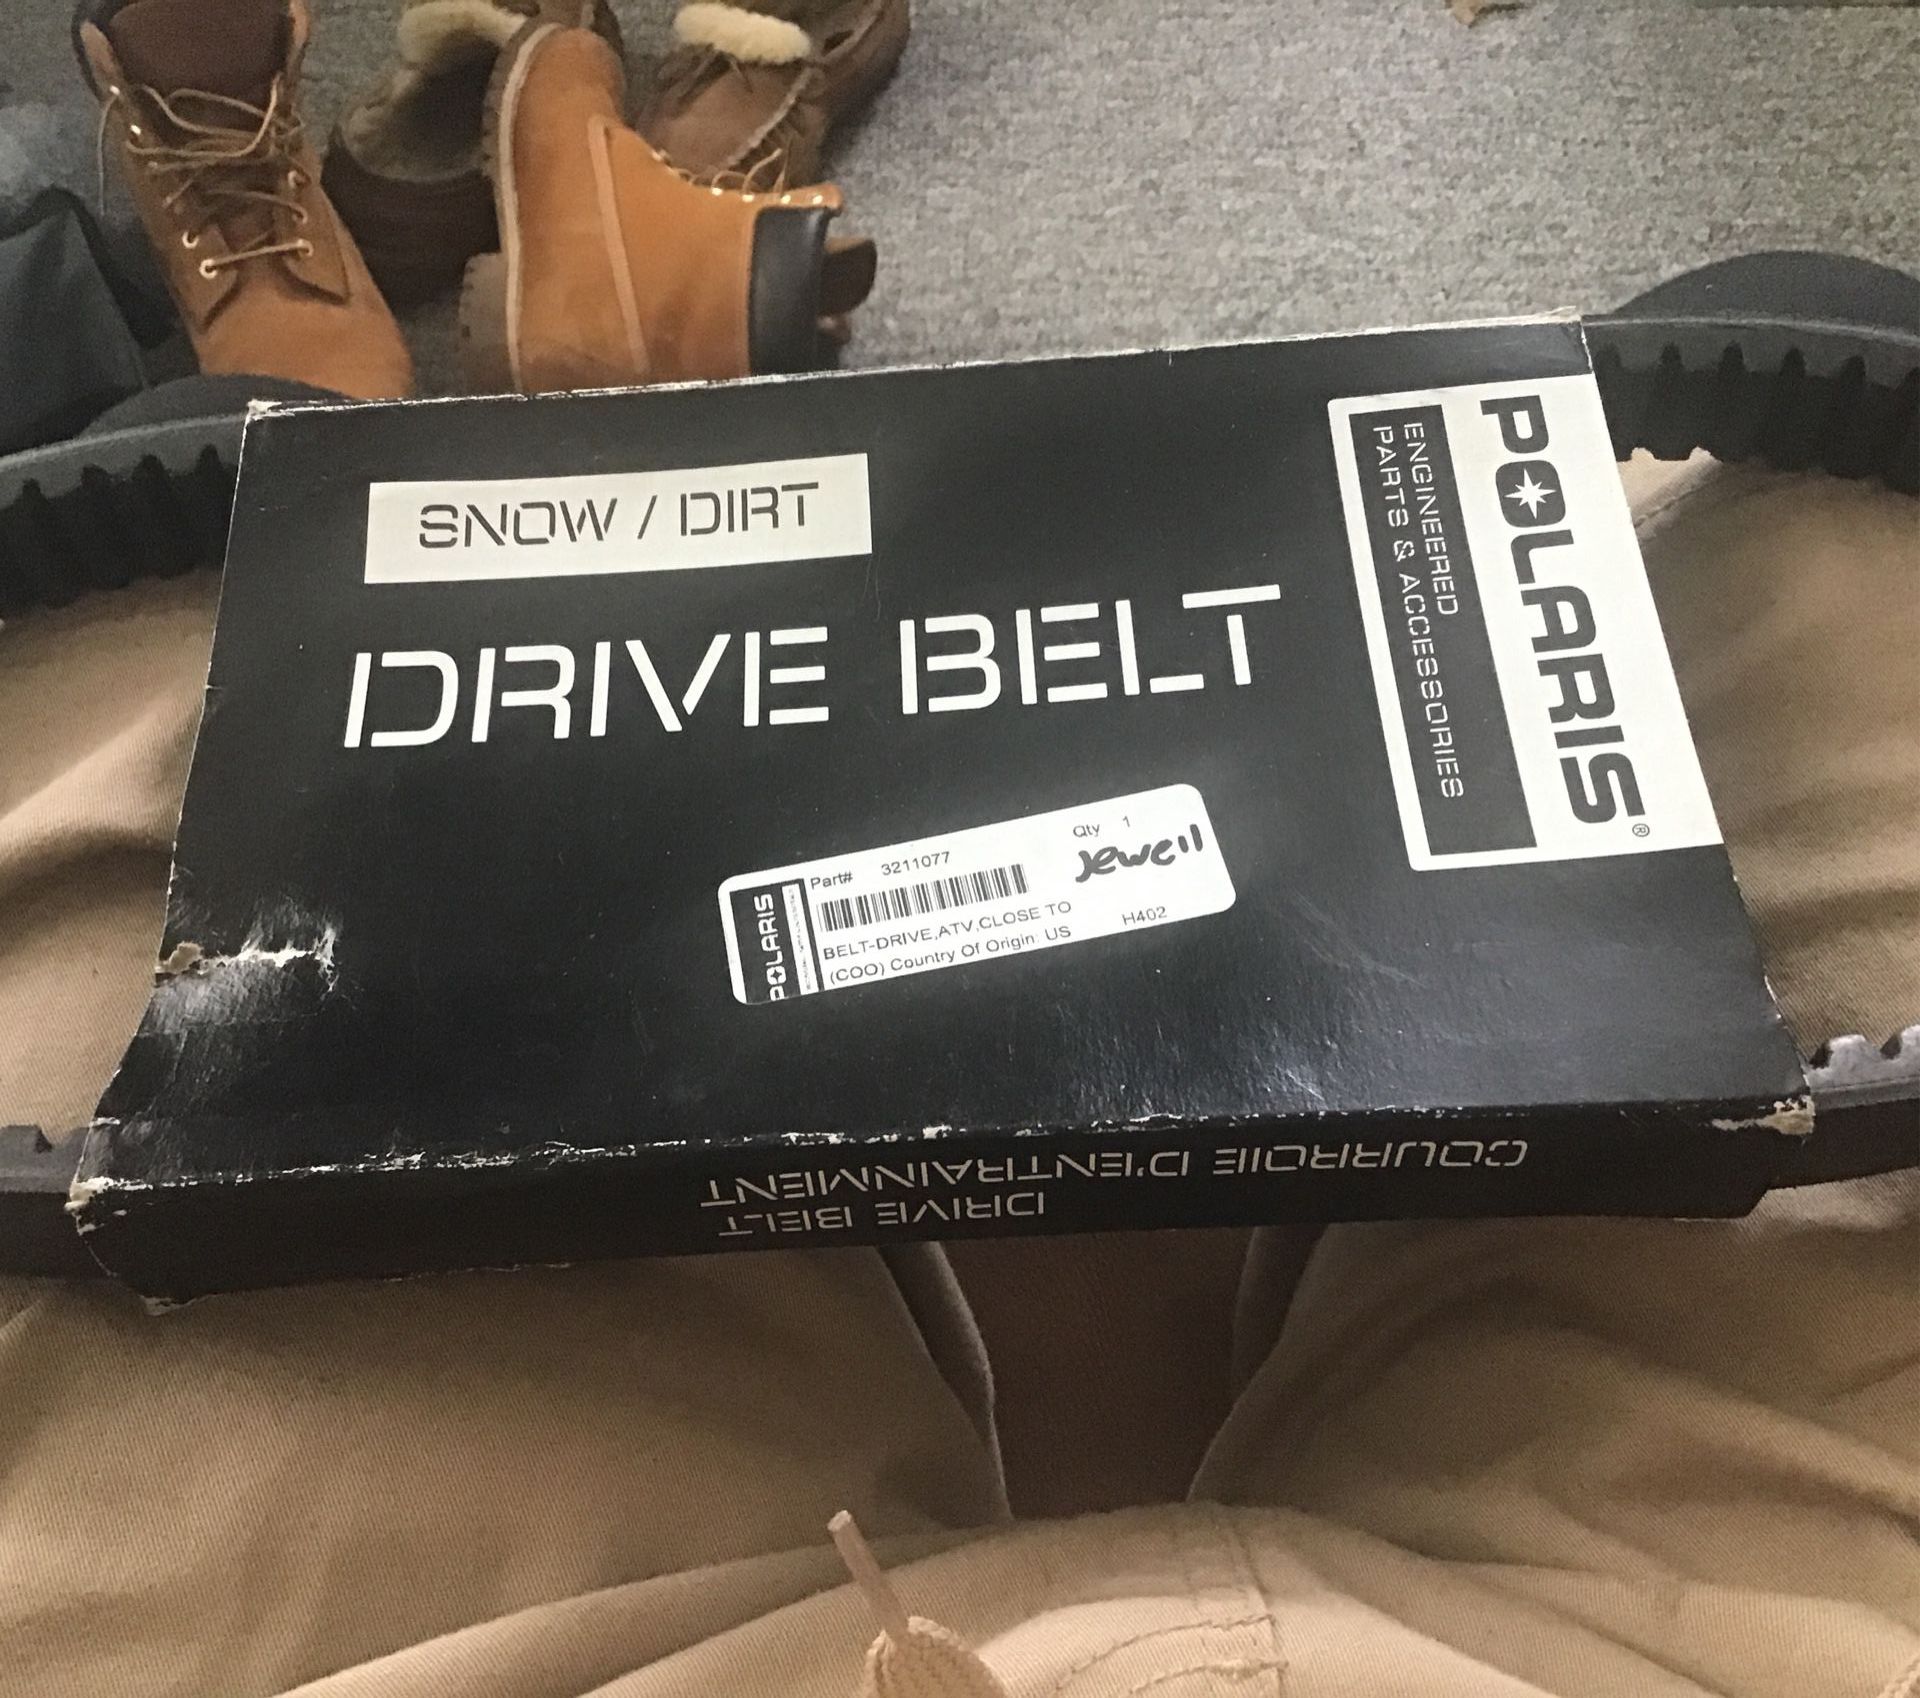 SNOW / DIRT
DRIVE BELT
POLARIS®
ENGINEERED
PARTS & ACCESSORIES
POLARIS
Part# 3211077
Qty 1
Jewell
BELT-DRIVE,ATV,CLOSE TO
H402
(COO) Country Of Origin: US
DRIVE BELT
COURROIE D'ENTRAINMENT